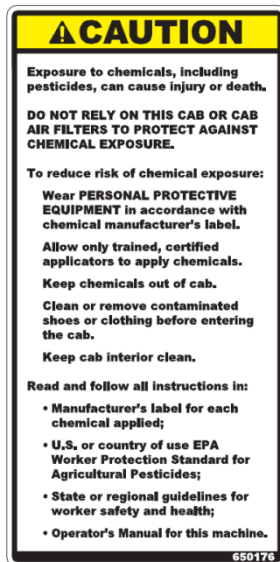 CAUTION
Exposure to chemicals, including
pesticides, can cause injury or death.
DO NOT RELY ON THIS CAB OR CAB
AIR FILTERS TO PROTECT AGAINST
CHEMICAL EXPOSURE.
To reduce risk of chemical exposure:
Wear PERSONAL PROTECTIVE
EQUIPMENT in accordance with
chemical manufacturer's label.
Allow only trained, certified
applicators to apply chemicals.
Keep chemicals out of cab.
Clean or remove contaminated
shoes or clothing before entering
the cab.
Keep cab interior clean.
Read and follow all instructions in:
• Manufacturer's label for each
chemical applied;
• U.S. or country of use EPA
Worker Protection Standard for
Agricultural Pesticides;
• State or regional guidelines for
worker safety and health;
• Operator's Manual for this machine.
650176